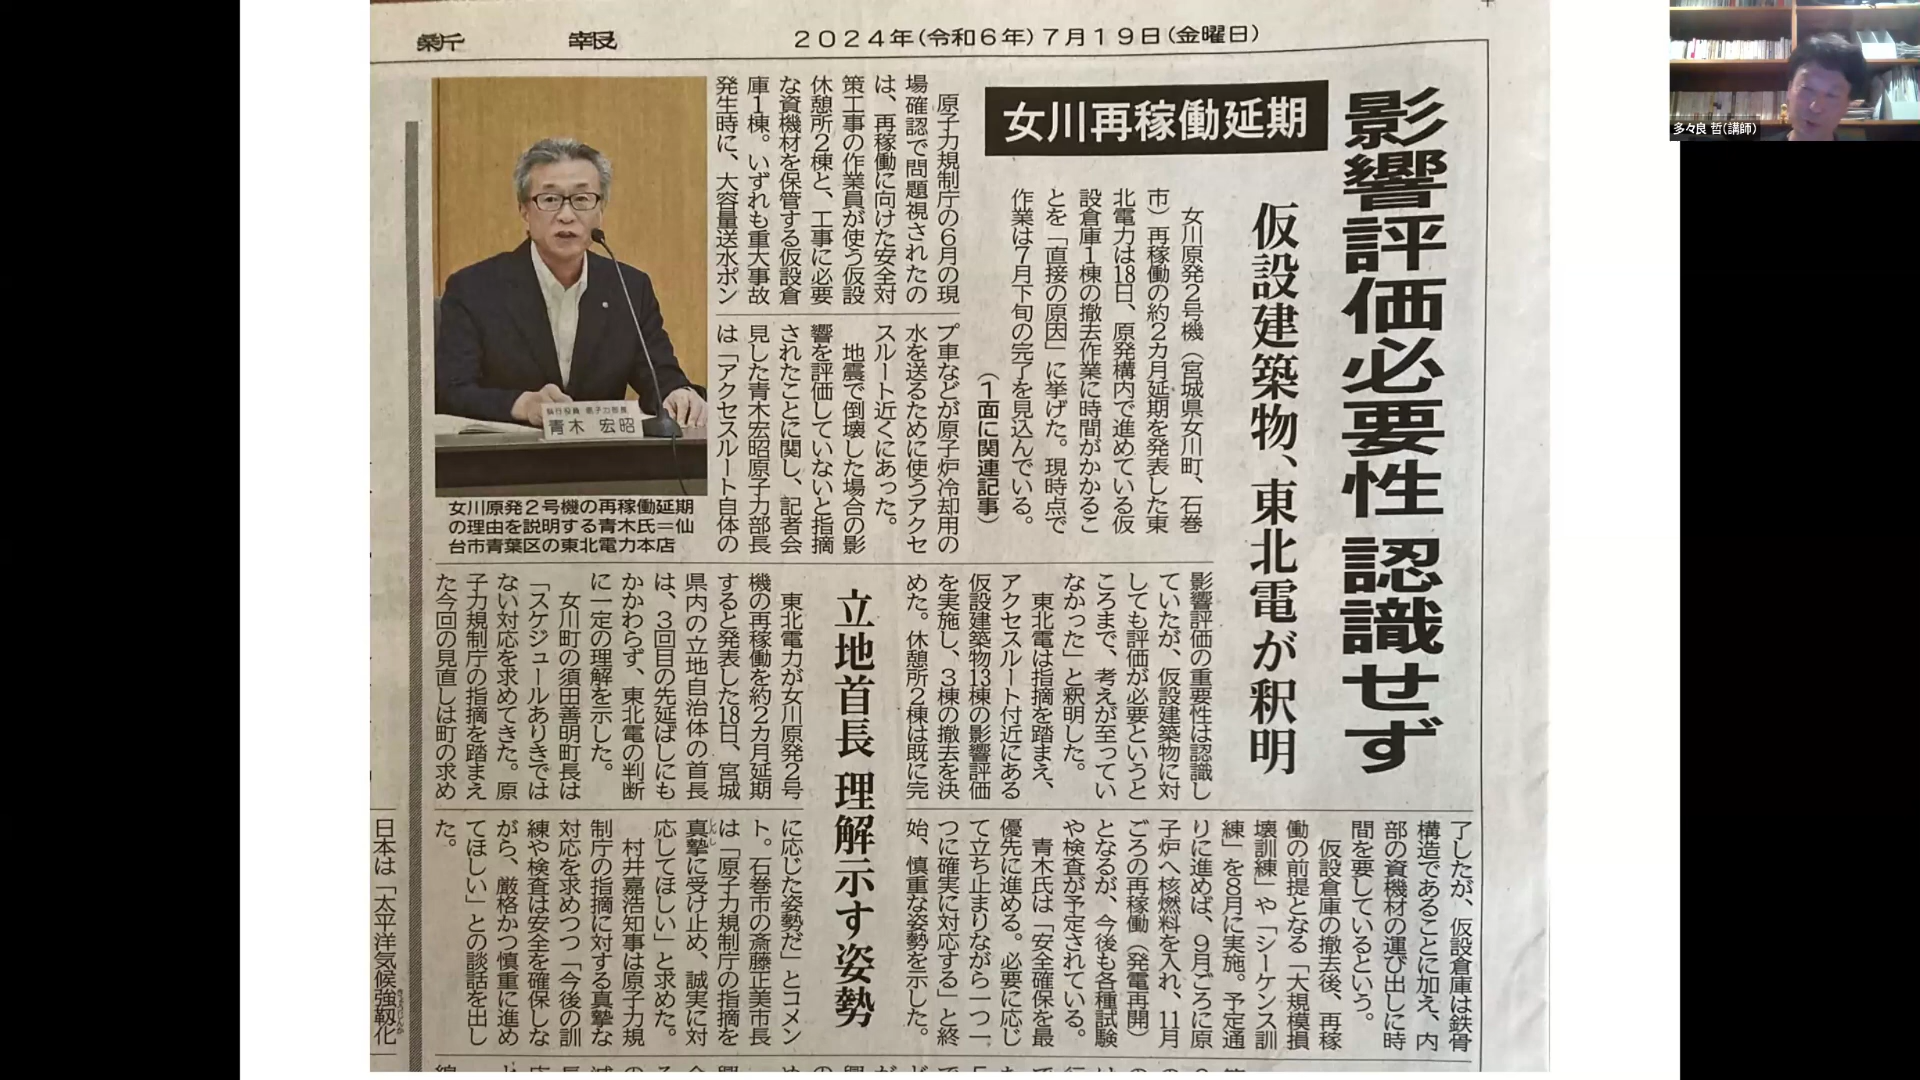 新報
2024年(令和6年)7月19日(金曜日)
影響評価必要性 認識せず
仮設建築物、東北電が釈明
女川再稼働延期
女川原発2号機(宮城県女川町、石巻
市)再稼働の約2カ月延期を発表した東
北電力は18日、原発構内で進めている仮
設倉庫1棟の撤去作業に時間がかかるこ
とを「直接の原因」に挙げた。現時点で
作業は7月下旬の完了を見込んでいる。
(1面に関連記事)
原子力規制庁の6月の現
場確認で問題視されたの
は、再稼働に向けた安全対
策工事の作業員が使う仮設
休憩所2棟と、工事に必要
な資機材を保管する仮設倉
庫1棟。いずれも重大事故
発生時に、大容量送水ポン
プ車などが原子炉冷却用の
水を送るために使うアクセ
スルート近くにあった。
地震で倒壊した場合の影
響を評価していないと指摘
されたことに関し、記者会
見した青木宏昭原子力部長
は「アクセスルート自体の
影響評価の重要性は認識し
ていたが、仮設建築物に対
しても評価が必要というと
ころまで、考えが至ってい
なかった」と釈明した。
東北電は指摘を踏まえ、
アクセスルート付近にある
仮設建築物13棟の影響評価
を実施し、3棟の撤去を決
めた。休憩所2棟は既に完
了したが、仮設倉庫は鉄骨
構造であることに加え、内
部の資機材の運び出しに時
間を要しているという。
仮設倉庫の撤去後、再稼
働の前提となる「大規模損
壊訓練」や「シーケンス訓
練」を8月に実施。予定通
りに進めば、9月ごろに原
子炉へ核燃料を入れ、11月
ごろの再稼働(発電再開)
となるが、今後も各種試験
や検査が予定されている。
青木氏は「安全確保を最
優先に進める。必要に応じ
て立ち止まりながら一つ一
つに確実に対応する」と終
始、慎重な姿勢を示した。
執行役員 原子力部長
青木 宏昭
女川原発2号機の再稼働延期
の理由を説明する青木氏=仙
台市青葉区の東北電力本店
立地首長 理解示す姿勢
東北電力が女川原発2号
機の再稼働を約2カ月延期
すると発表した18日、宮城
県内の立地自治体の首長
は、3回目の先延ばしにも
かかわらず、東北電の判断
に一定の理解を示した。
女川町の須田善明町長は
「スケジュールありきでは
ない対応を求めてきた。原
子力規制庁の指摘を踏まえ
た今回の見直しは町の求め
に応じた姿勢だ」とコメン
ト。石巻市の斎藤正美市長
は「原子力規制庁の指摘を
真摯に受け止め、誠実に対
しんし
応してほしい」と求めた。
村井嘉浩知事は原子力規
制庁の指摘に対する真摯な
対応を求めつつ「今後の訓
練や検査は安全を確保しな
がら、厳格かつ慎重に進め
てほしい」との談話を出し
た。
日本は「太平洋気候強靱化
きょうじんか
多々良 哲(講師)